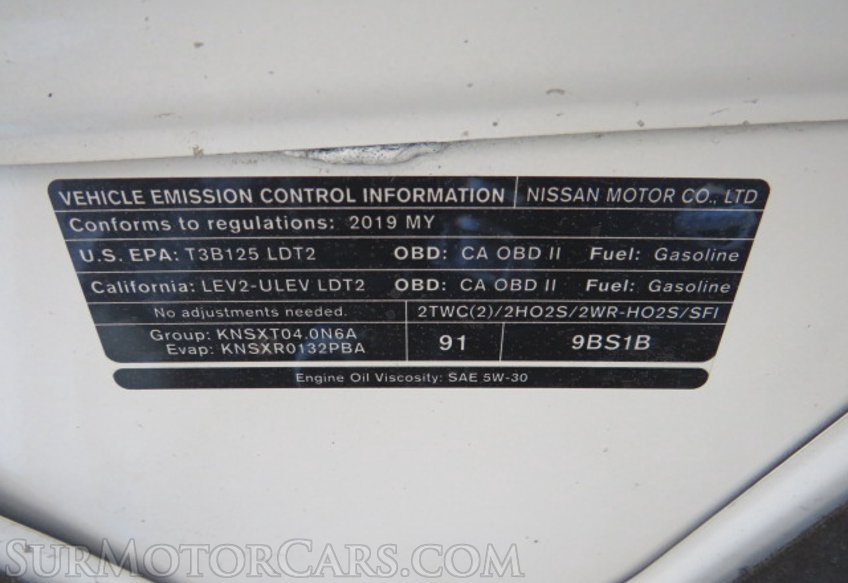 VEHICLE EMISSION CONTROL INFORMATION NISSAN MOTOR CO., LTD
Conforms to regulations: 2019 MY
U.S. EPA: T3B125 LDT2 OBD: CA OBD II Fuel: Gasoline
California: LEV2-ULEV LDT2 OBD: CA OBD II Fuel: Gasoline
No adjustments needed. 2TWC(2)/2HO2S/2WR-HO2S/SFI
Group: KNSXT04.0N6A
Evap: KNSXR0132PBA 91 9BS1B
Engine Oil Viscosity: SAE 5W-30
SURMOTORCARS.COM